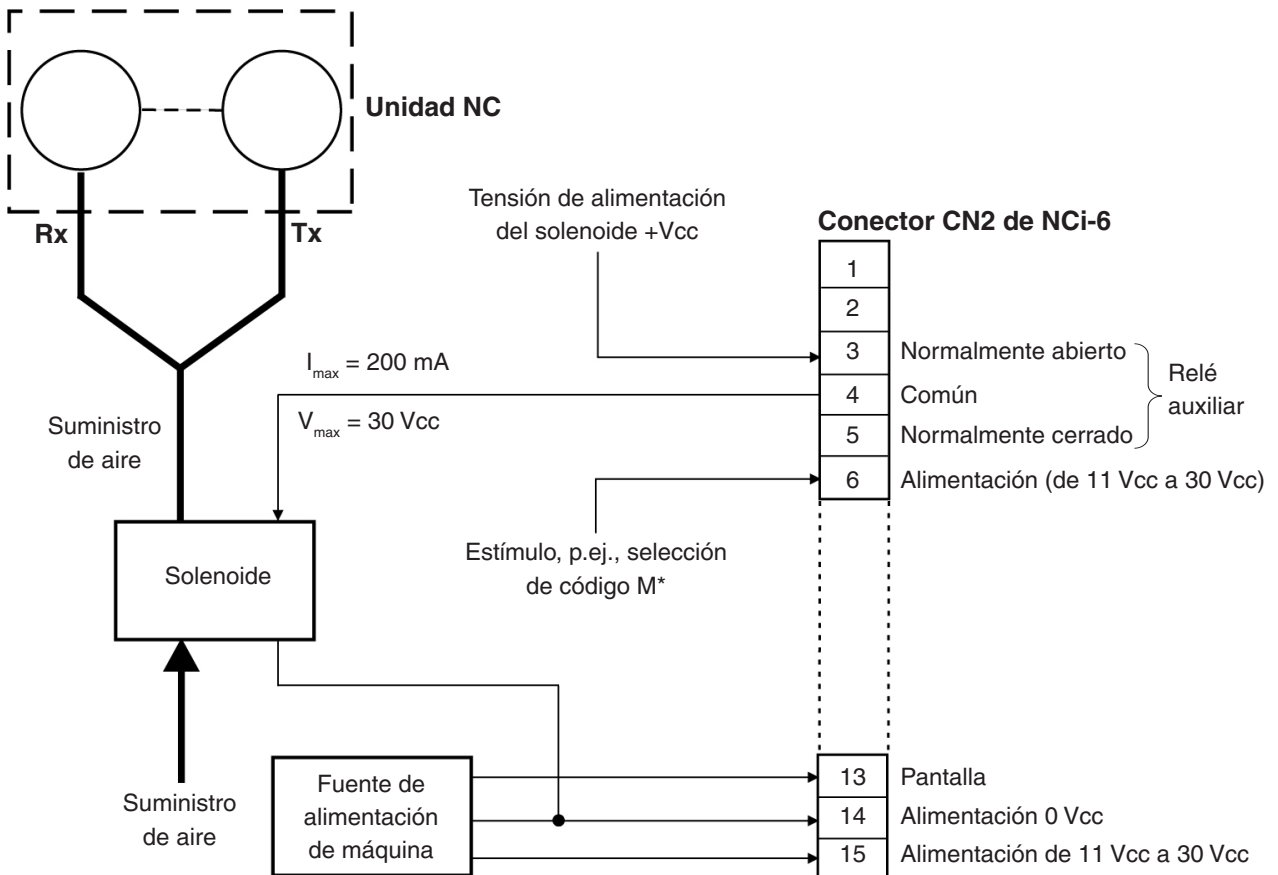 Unidad NC
Rx
Tx
Tensión de alimentación
del solenoide +Vcc
Conector CN2 de NCi-6
1
2
3 Normalmente abierto
4 Común
5 Normalmente cerrado
Relé
auxiliar
6 Alimentación (de 11 Vcc a 30 Vcc)
Imax = 200 mA
Vmax = 30 Vcc
Suministro
de aire
Estímulo, p.ej., selección
de código M*
Solenoide
Suministro
de aire
Fuente de
alimentación
de máquina
13 Pantalla
14 Alimentación 0 Vcc
15 Alimentación de 11 Vcc a 30 Vcc